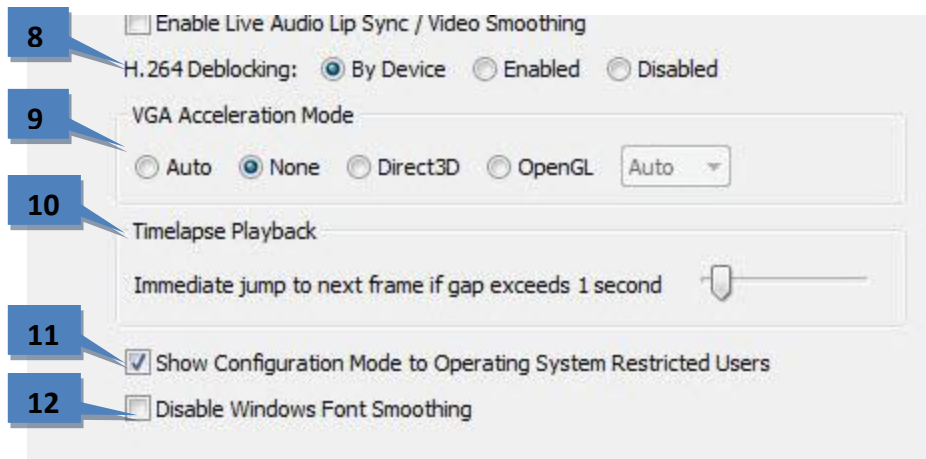 Enable Live Audio Lip Sync / Video Smoothing
8
H.264 Deblocking: By Device Enabled Disabled
9
VGA Acceleration Mode
Auto None Direct3D OpenGL Auto
10
Timelapse Playback
Immediate jump to next frame if gap exceeds 1 second
11
Show Configuration Mode to Operating System Restricted Users
12
Disable Windows Font Smoothing